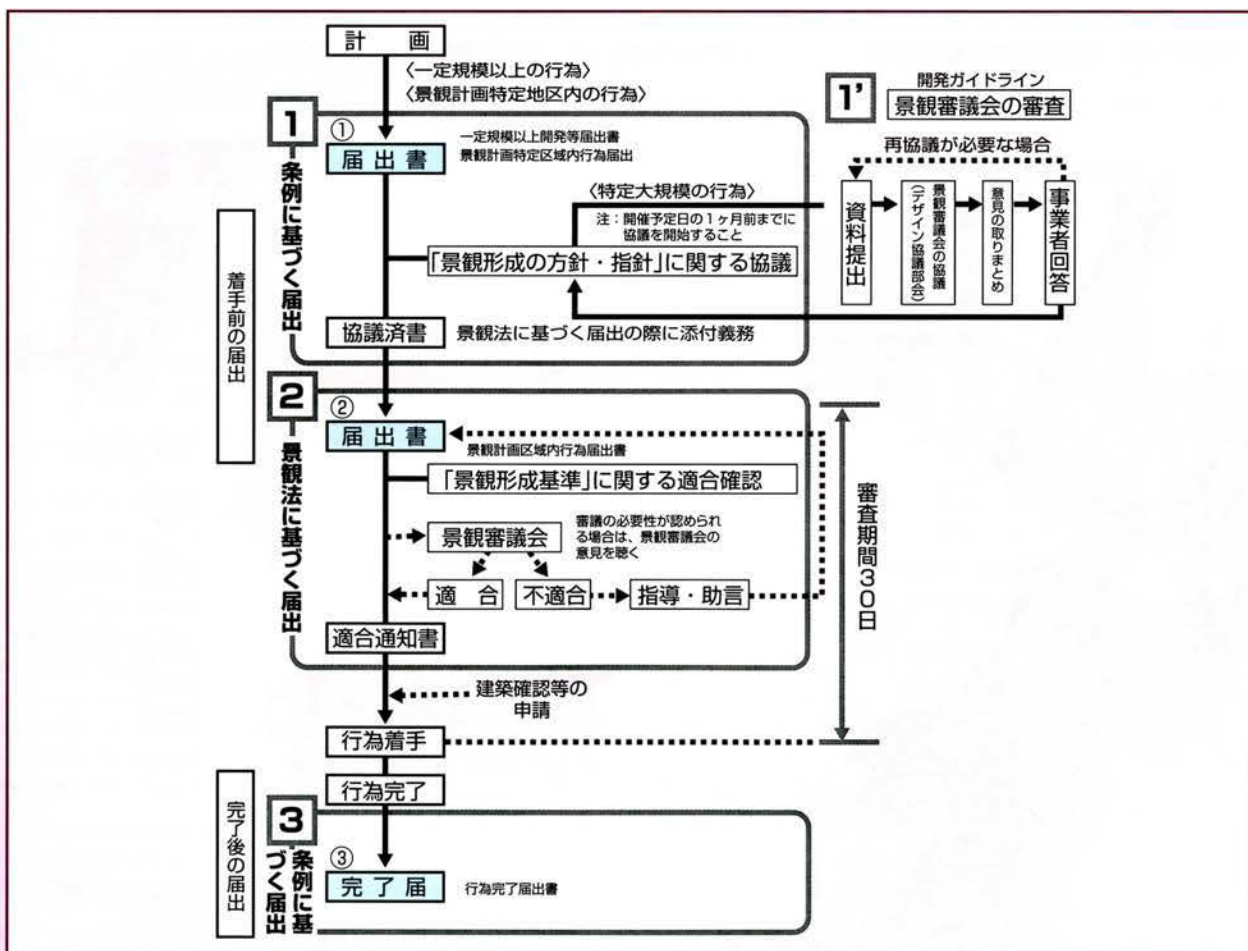 計　画
〈一定規模以上の行為〉
〈景観計画特定地区内の行為〉
1'
開発ガイドライン
景観審議会の審査
再協議が必要な場合
資料提出
景観審議会の協議
(デザイン協議部会)
意見の取りまとめ
事業者回答
着手前の届出
1
条例に基づく届出
①
届出書
一定規模以上開発等届出書
景観計画特定区域内行為届出
〈特定大規模の行為〉
注：開催予定日の１ヶ月前までに
協議を開始すること
「景観形成の方針・指針」に関する協議
協議済書
景観法に基づく届出の際に添付義務
2
景観法に基づく届出
②
届出書
景観計画区域内行為届出書
「景観形成基準」に関する適合確認
景観審議会
審議の必要性が認められ
る場合は、景観審議会の
意見を聴く
適　合
不適合
指導・助言
適合通知書
審査期間３０日
建築確認等の
申請
行為着手
行為完了
完了後の届出
3
条例に基
づく届出
③
完了届
行為完了届出書